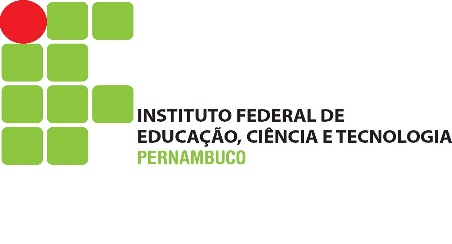 INSTITUTO FEDERAL DE
EDUCAÇÃO, CIÊNCIA E TECNOLOGIA
PERNAMBUCO